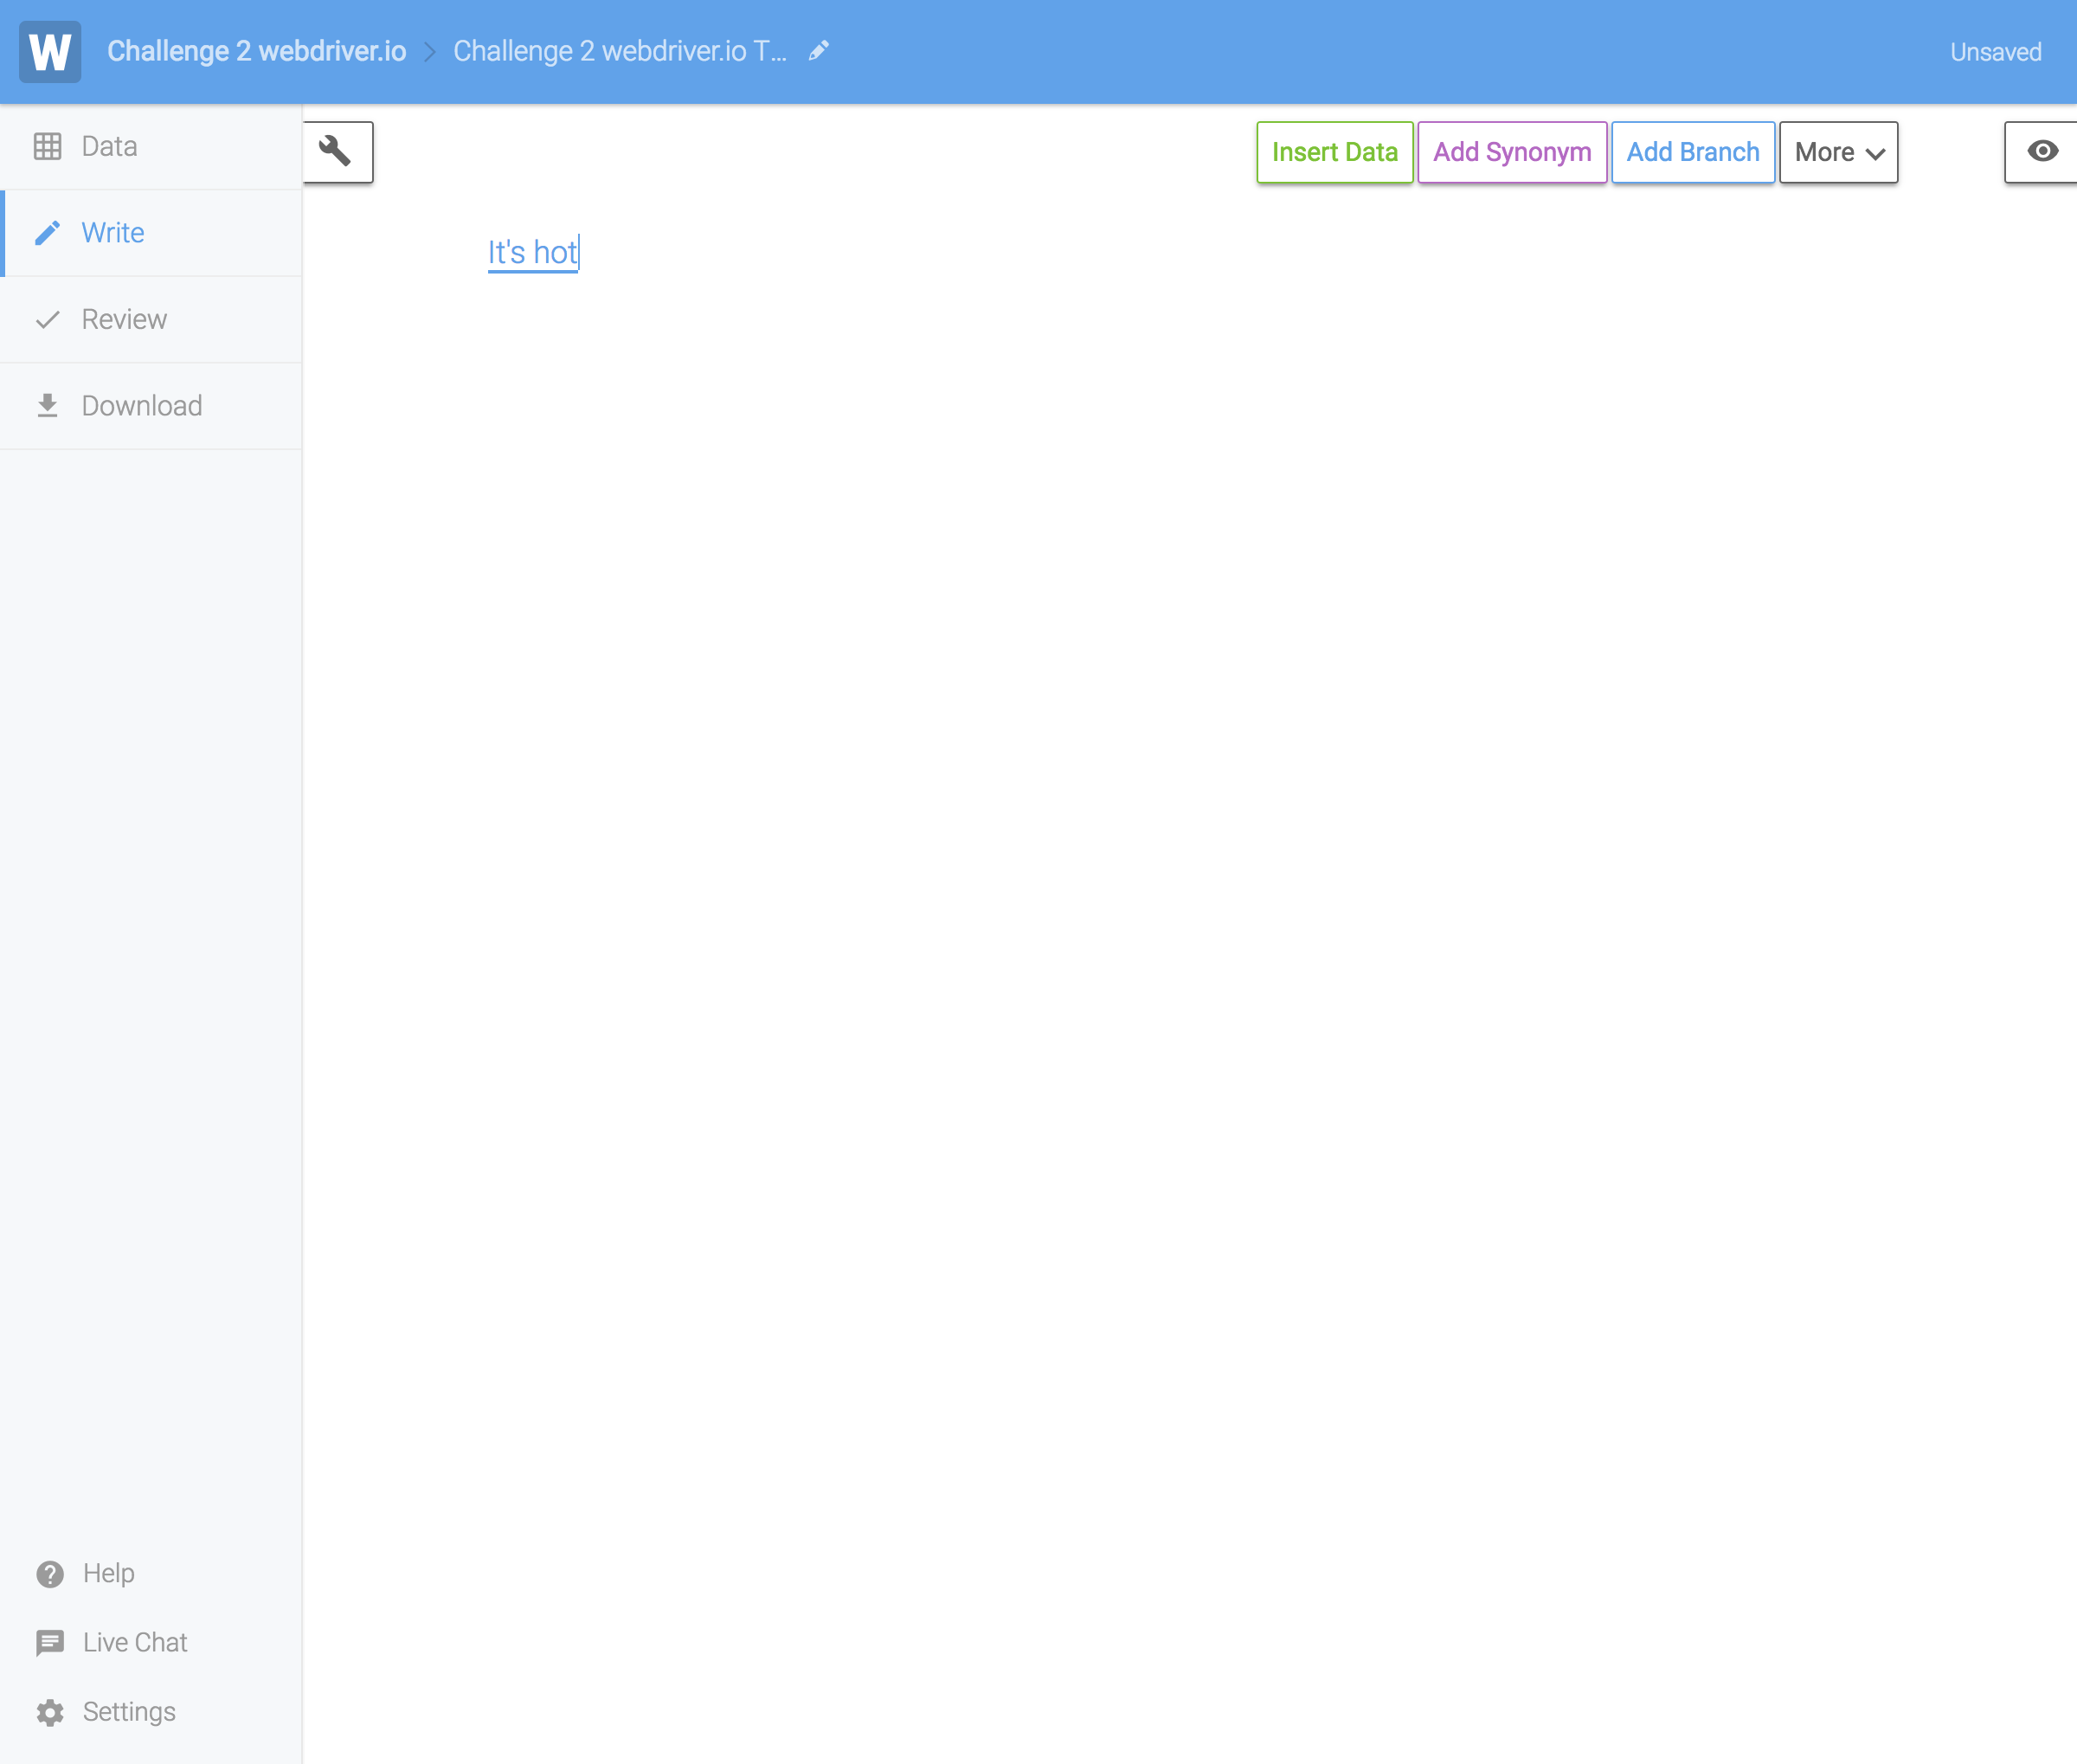 W Challenge 2 webdriver.io Challenge 2 webdriver.io T... Unsaved
Data
Insert Data Add Synonym Add Branch More
Write
It's hot
Review
Download
Help
Live Chat
Settings